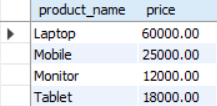 product_name price
Laptop 60000.00
Mobile 25000.00
Monitor 12000.00
Tablet 18000.00